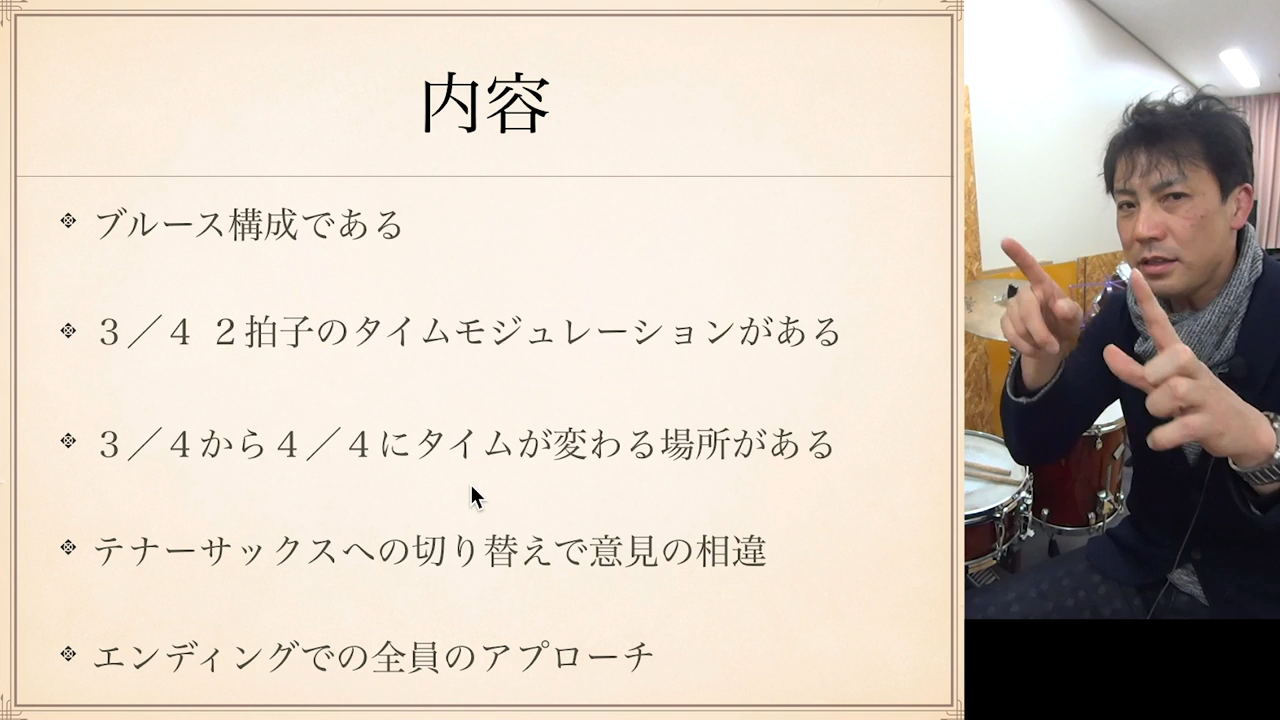 内容
ブルース構成である
３／４ ２拍子のタイムモジュレーションがある
３／４から４／４にタイムが変わる場所がある
テナーサックスへの切り替えで意見の相違
エンディングでの全員のアプローチ